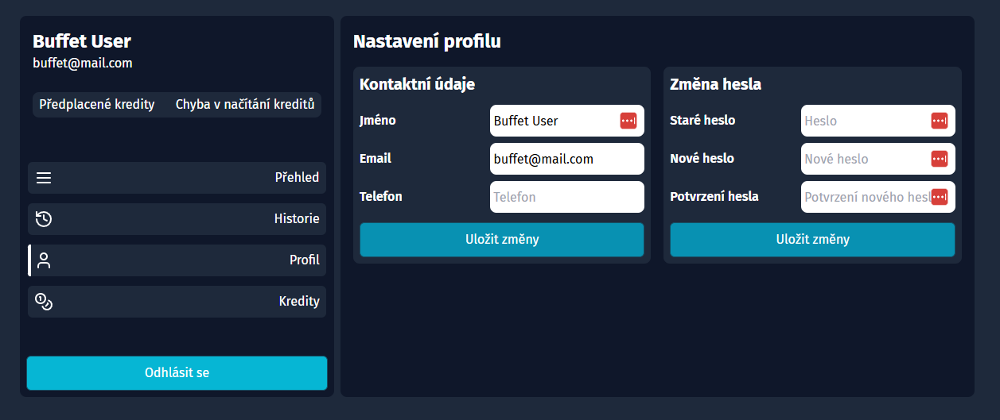 Buffet User
buffet@mail.com
Předplacené kredity Chyba v načítání kreditů
Přehled
Historie
Profil
Kredity
Odhlásit se
Nastavení profilu
Kontaktní údaje
Jméno Buffet User
Email buffet@mail.com
Telefon Telefon
Uložit změny
Změna hesla
Staré heslo Heslo
Nové heslo Nové heslo
Potvrzení hesla Potvrzení nového hesl
Uložit změny